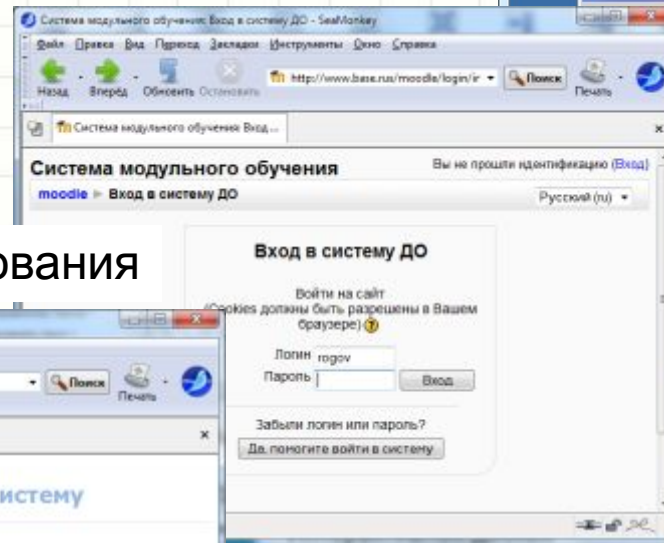 Система модульного обучения: Вход в систему ДО - SeaMonkey
Файл Правка Вид Переход Закладки Инструменты Окно Справка
Назад Вперёд Обновить Остановить http://www.base.rus/moodle/login/ir Поиск Печать
Система модульного обучения: Вход...
Система модульного обучения Вы не прошли идентификацию (Вход)
moodle ► Вход в систему ДО Русский (ru)
Вход в систему ДО
Войти на сайт
(Cookies должны быть разрешены в Вашем
браузере)
Логин rogov
Пароль Вход
Забыли логин или пароль?
Да, помогите войти в систему
ования
Поиск Печать
истему